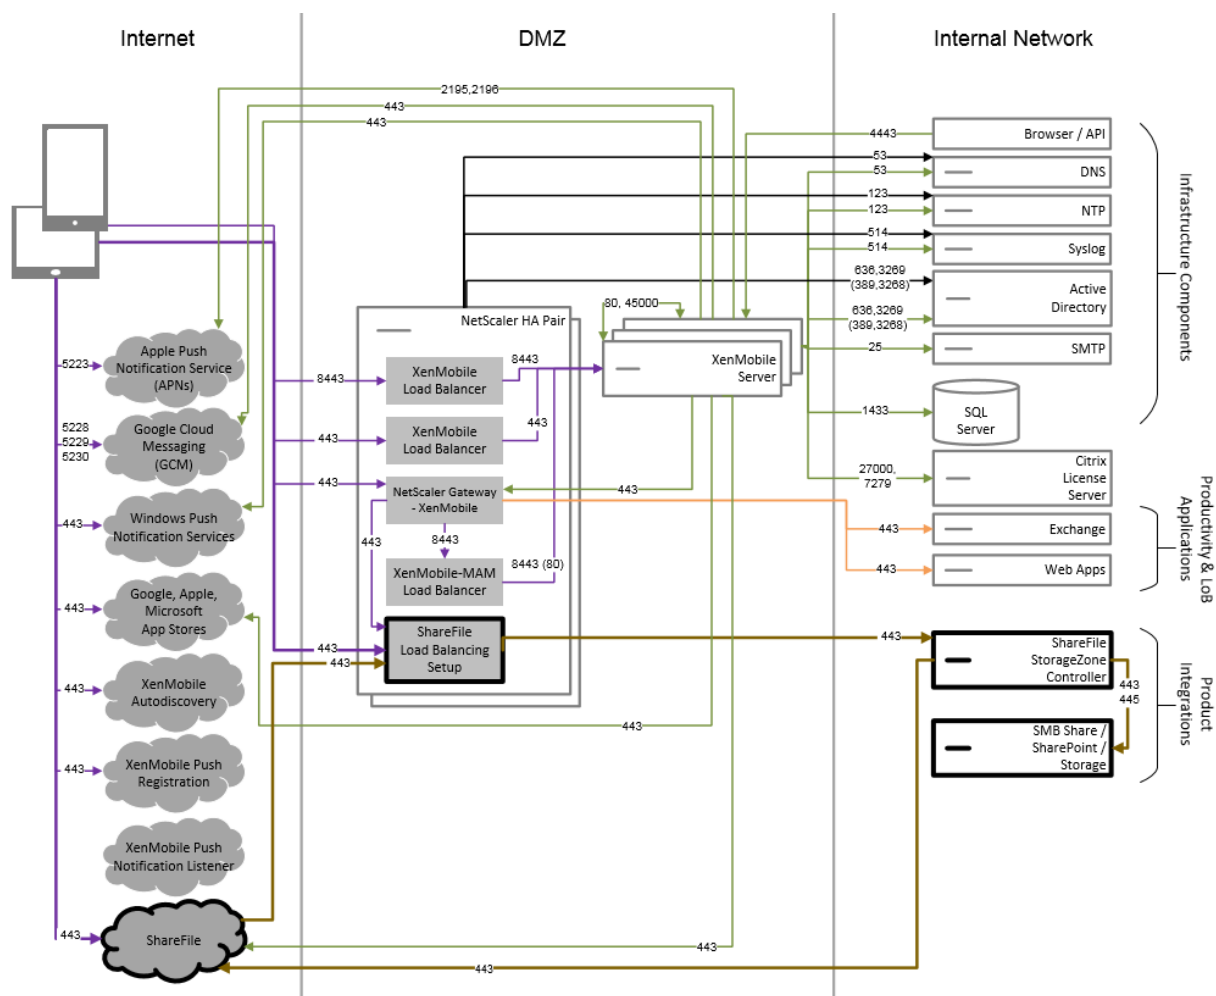 Internet
DMZ
Internal Network
2195,2196
443
443
4443
Browser / API
53
53
DNS
123
123
NTP
514
514
Syslog
636,3269
(389,3268)
636,3269
(389,3268)
Active
Directory
25
SMTP
1433
SQL
Server
27000,
7279
Citrix
License
Server
443
Exchange
443
Web Apps
Infrastructure Components
Productivity & LoB
Applications
Product
Integrations
NetScaler HA Pair
80, 45000
XenMobile
Server
8443
XenMobile
Load Balancer
8443
443
XenMobile
Load Balancer
443
443
NetScaler Gateway
- XenMobile
443
443
8443
XenMobile-MAM
Load Balancer
8443 (80)
ShareFile
Load Balancing
Setup
443
443
443
ShareFile
StorageZone
Controller
443
445
SMB Share /
SharePoint /
Storage
5223
Apple Push
Notification Service
(APNs)
5228
5229
5230
Google Cloud
Messaging
(GCM)
443
Windows Push
Notification Services
443
Google, Apple,
Microsoft
App Stores
443
443
XenMobile
Autodiscovery
443
XenMobile Push
Registration
XenMobile Push
Notification Listener
443
ShareFile
443
443